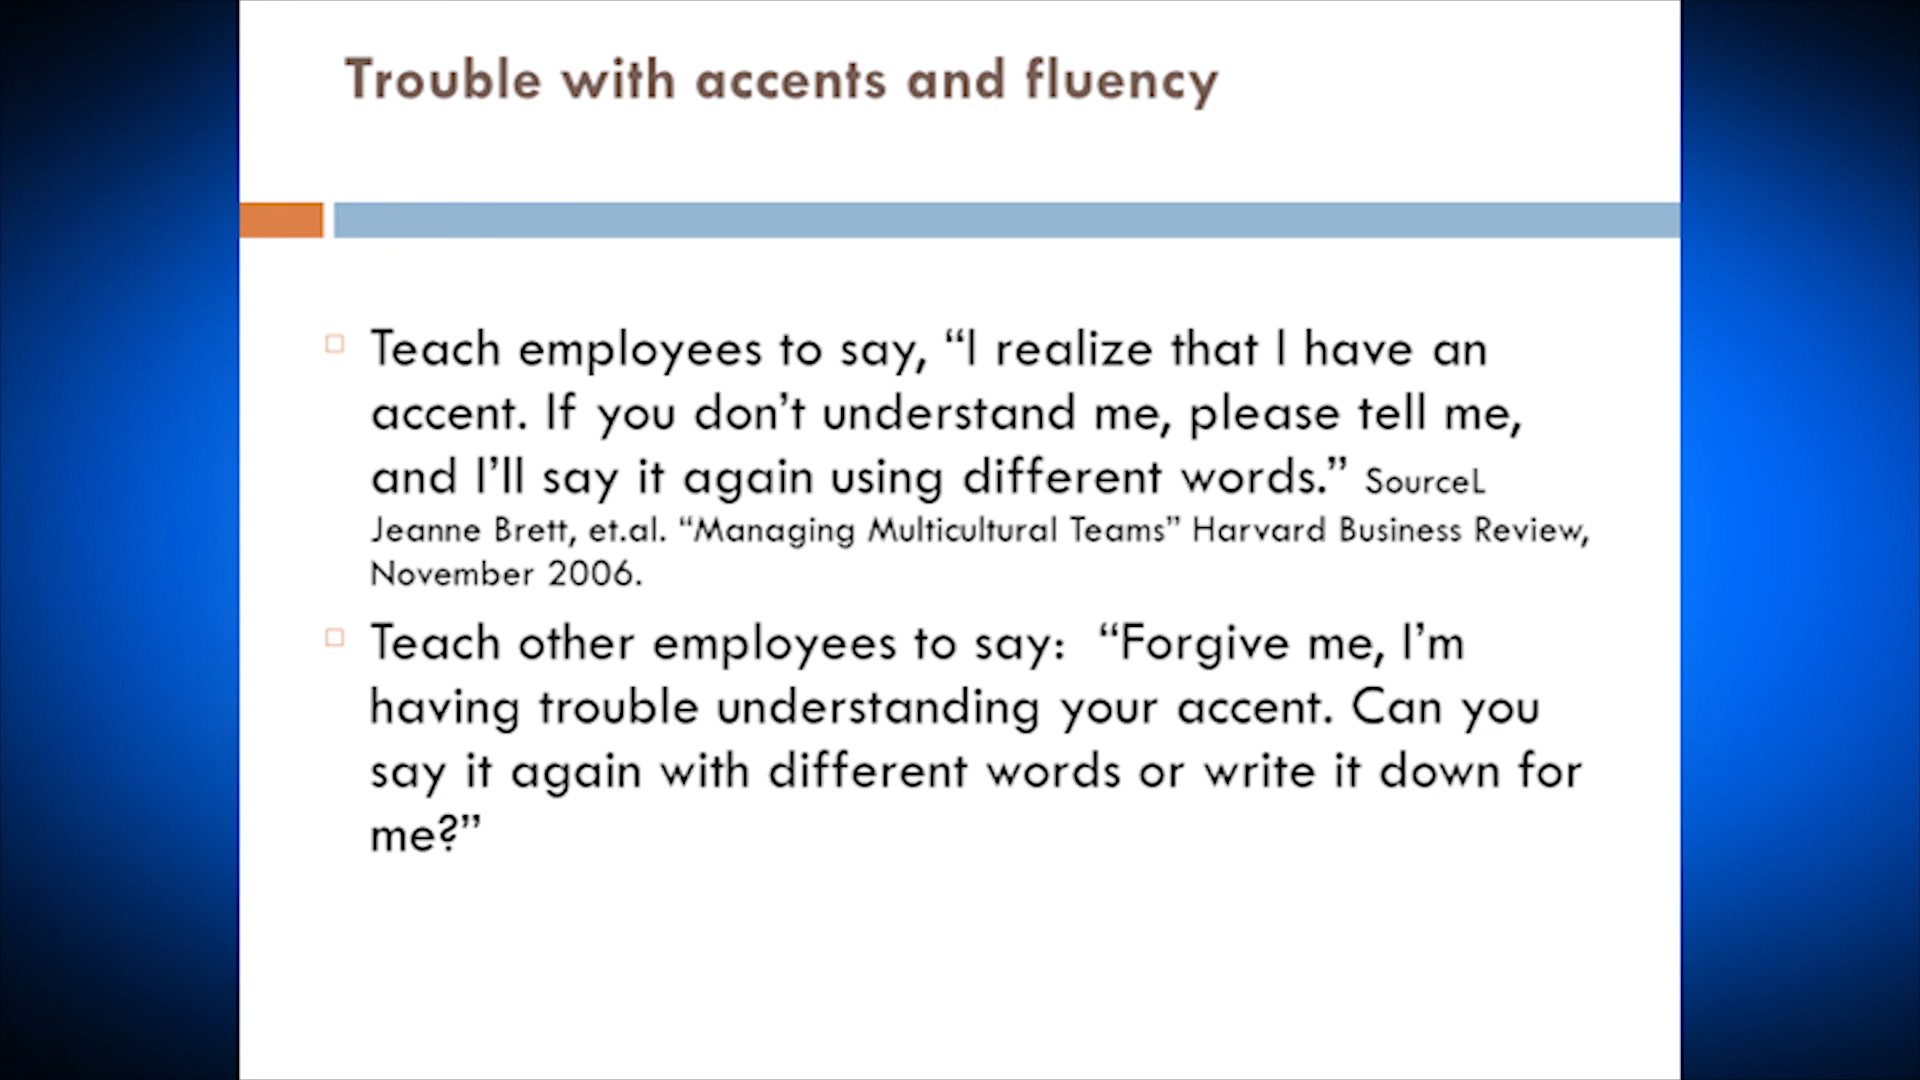 Trouble with accents and fluency
Teach employees to say, “I realize that I have an
accent. If you don’t understand me, please tell me,
and I’ll say it again using different words.” SourceL
Jeanne Brett, et.al. “Managing Multicultural Teams” Harvard Business Review,
November 2006.
Teach other employees to say:  “Forgive me, I’m
having trouble understanding your accent. Can you
say it again with different words or write it down for
me?”